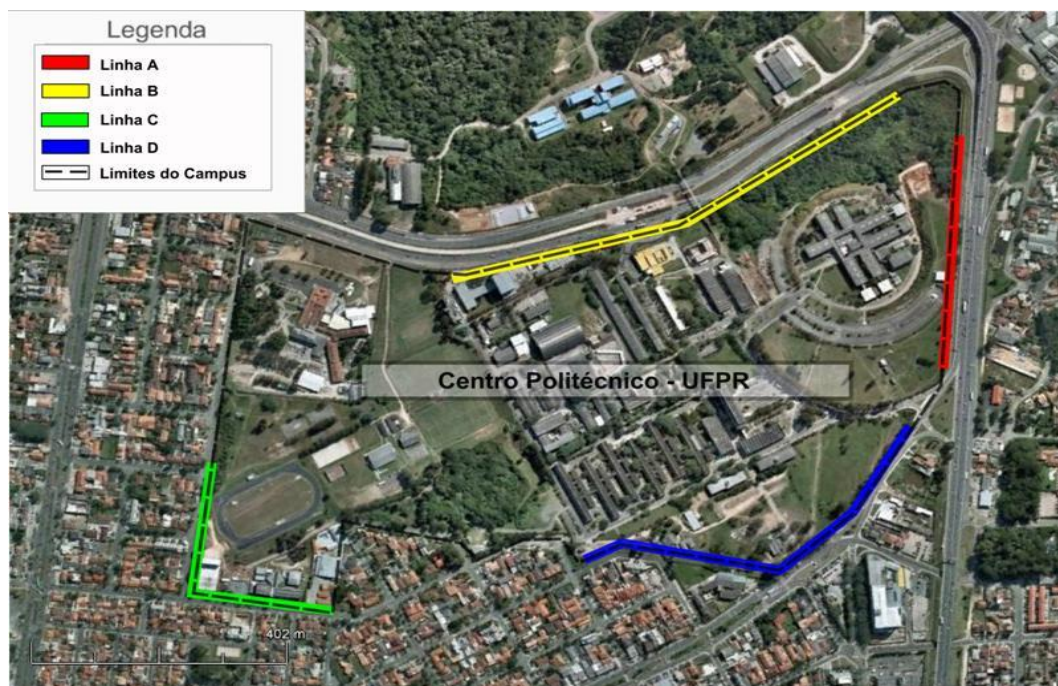 Legenda
Linha A
Linha B
Linha C
Linha D
Limites do Campus
Centro Politécnico - UFPR
402 m